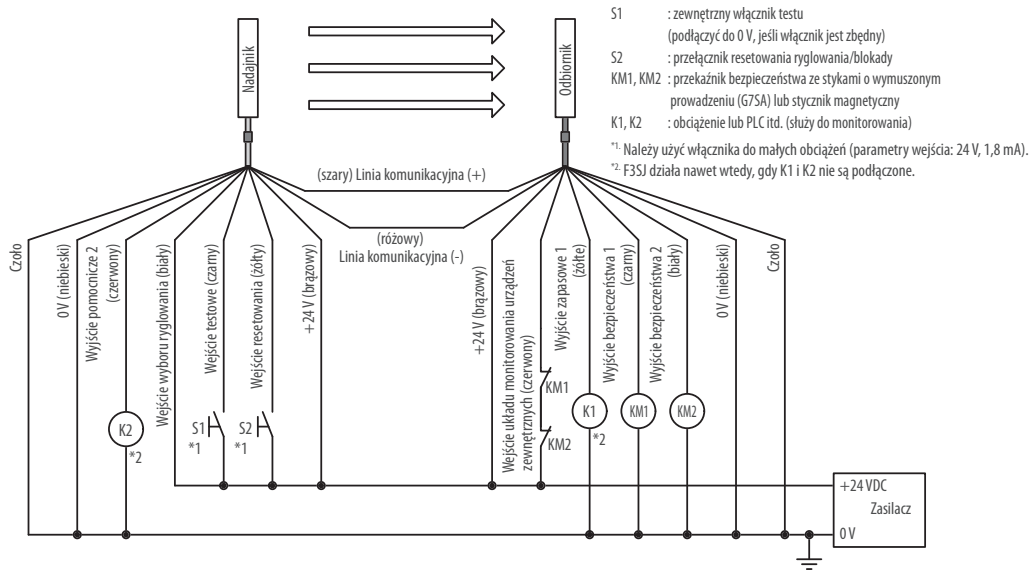 Nadajnik
Odbiornik
S1 : zewnętrzny włącznik testu
(podłączyć do 0 V, jeśli włącznik jest zbędny)
S2 : przełącznik resetowania ryglowania/blokady
KM1, KM2 : przekaźnik bezpieczeństwa ze stykami o wymuszonym
prowadzeniu (G7SA) lub stycznik magnetyczny
K1, K2 : obciążenie lub PLC itd. (służy do monitorowania)
*1. Należy użyć włącznika do małych obciążeń (parametry wejścia: 24 V, 1,8 mA).
*2. F3SJ działa nawet wtedy, gdy K1 i K2 nie są podłączone.
(szary) Linia komunikacyjna (+)
(różowy)
Linia komunikacyjna (-)
Czoło
0 V (niebieski)
Wyjście pomocnicze 2
(czerwony)
Wejście wyboru ryglowania (biały)
Wejście testowe (czarny)
Wejście resetowania (żółty)
+24 V (brązowy)
+24 V (brązowy)
Wejście układu monitorowania urządzeń
zewnętrznych (czerwony)
Wyjście zapasowe 1
(żółte)
Wyjście bezpieczeństwa 1
(czarny)
Wyjście bezpieczeństwa 2
(biały)
0 V (niebieski)
Czoło
K2
*2
S1
*1
S2
*1
KM1
KM2
K1
*2
KM1
KM2
+24 VDC
Zasilacz
0 V